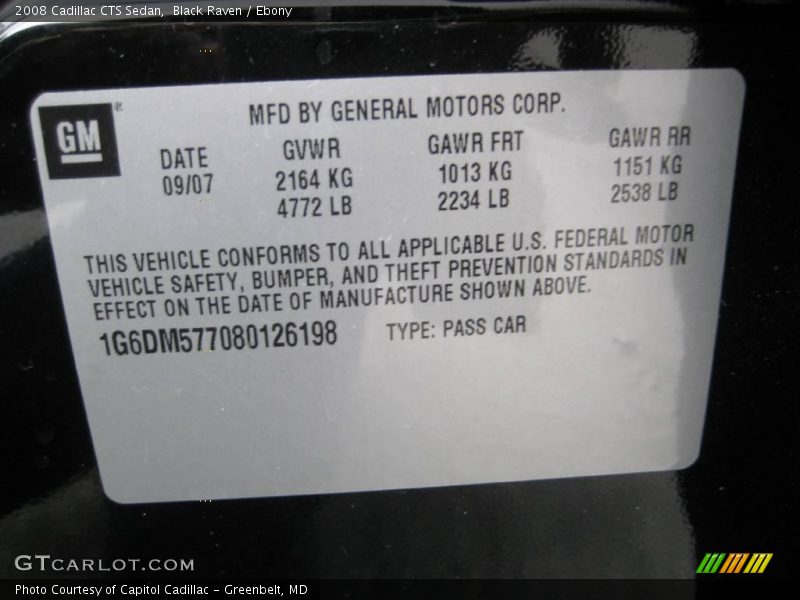 2008 Cadillac CTS Sedan, Black Raven / Ebony
GM®
MFD BY GENERAL MOTORS CORP.
DATE GVWR GAWR FRT GAWR RR
09/07 2164 KG 1013 KG 1151 KG
4772 LB 2234 LB 2538 LB
THIS VEHICLE CONFORMS TO ALL APPLICABLE U.S. FEDERAL MOTOR
VEHICLE SAFETY, BUMPER, AND THEFT PREVENTION STANDARDS IN
EFFECT ON THE DATE OF MANUFACTURE SHOWN ABOVE.
1G6DM577080126198 TYPE: PASS CAR
GTCARLOT.COM
Photo Courtesy of Capitol Cadillac - Greenbelt, MD